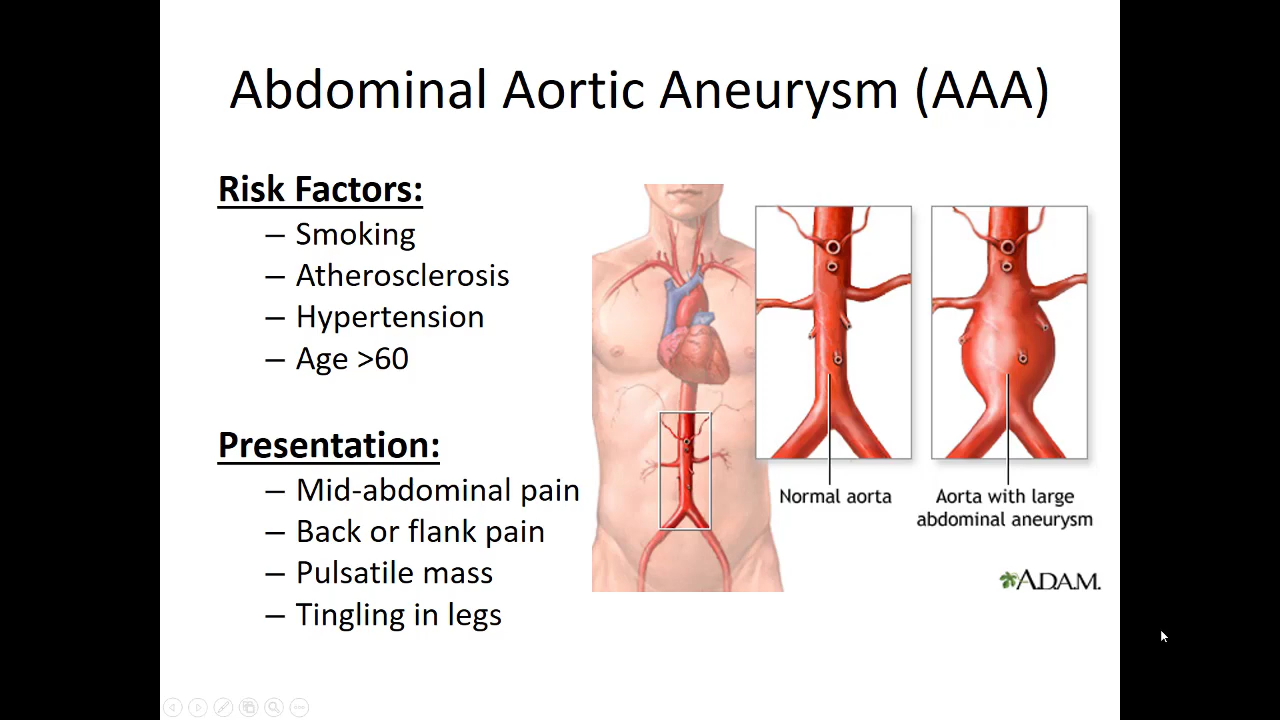 Abdominal Aortic Aneurysm (AAA)
Risk Factors:
– Smoking
– Atherosclerosis
– Hypertension
– Age >60
Presentation:
– Mid-abdominal pain
– Back or flank pain
– Pulsatile mass
– Tingling in legs
Normal aorta
Aorta with large
abdominal aneurysm
A.D.A.M.